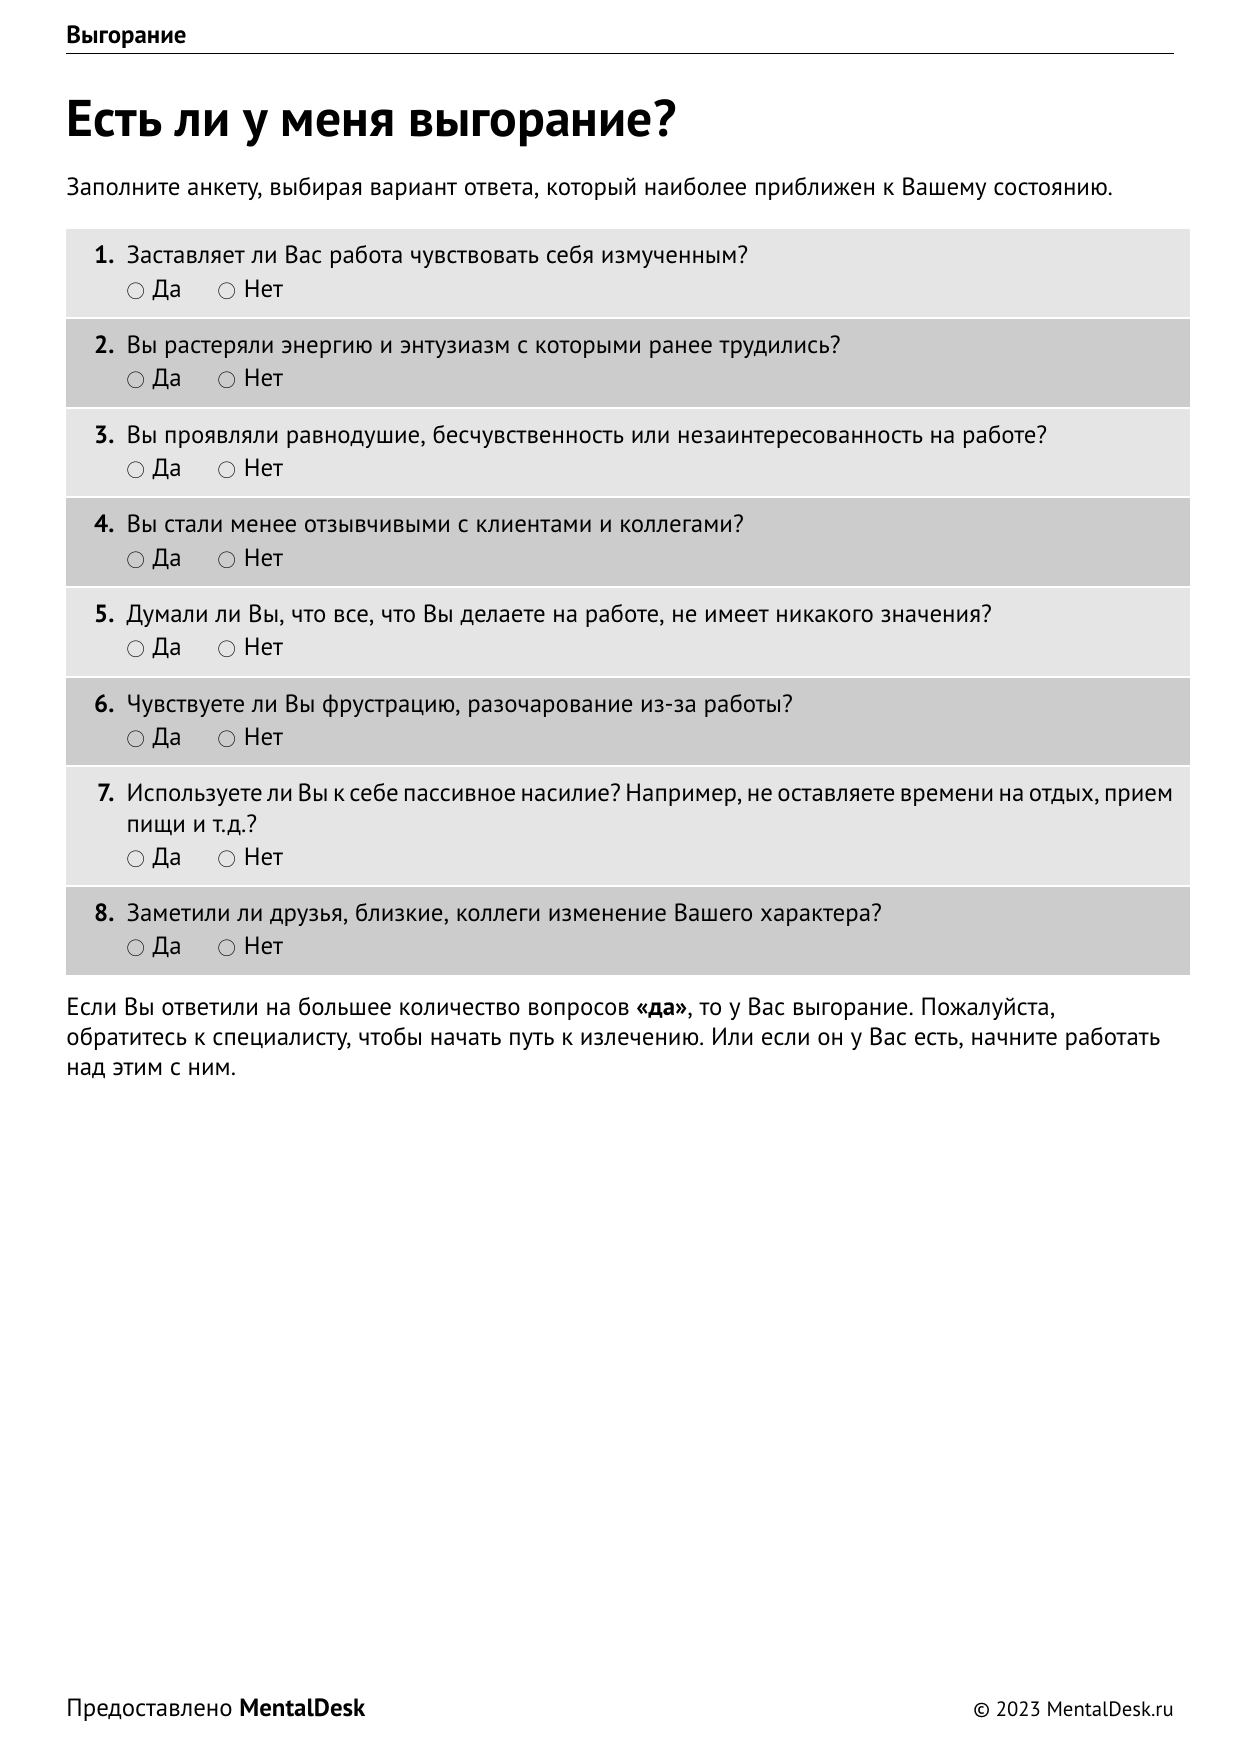 Выгорание
Есть ли у меня выгорание?
Заполните анкету, выбирая вариант ответа, который наиболее приближен к Вашему состоянию.
1. Заставляет ли Вас работа чувствовать себя измученным?
○ Да ○ Нет
2. Вы растеряли энергию и энтузиазм с которыми ранее трудились?
○ Да ○ Нет
3. Вы проявляли равнодушие, бесчувственность или незаинтересованность на работе?
○ Да ○ Нет
4. Вы стали менее отзывчивыми с клиентами и коллегами?
○ Да ○ Нет
5. Думали ли Вы, что все, что Вы делаете на работе, не имеет никакого значения?
○ Да ○ Нет
6. Чувствуете ли Вы фрустрацию, разочарование из-за работы?
○ Да ○ Нет
7. Используете ли Вы к себе пассивное насилие? Например, не оставляете времени на отдых, прием
пищи и т.д.?
○ Да ○ Нет
8. Заметили ли друзья, близкие, коллеги изменение Вашего характера?
○ Да ○ Нет
Если Вы ответили на большее количество вопросов «да», то у Вас выгорание. Пожалуйста,
обратитесь к специалисту, чтобы начать путь к излечению. Или если он у Вас есть, начните работать
над этим с ним.
Предоставлено MentalDesk
© 2023 MentalDesk.ru